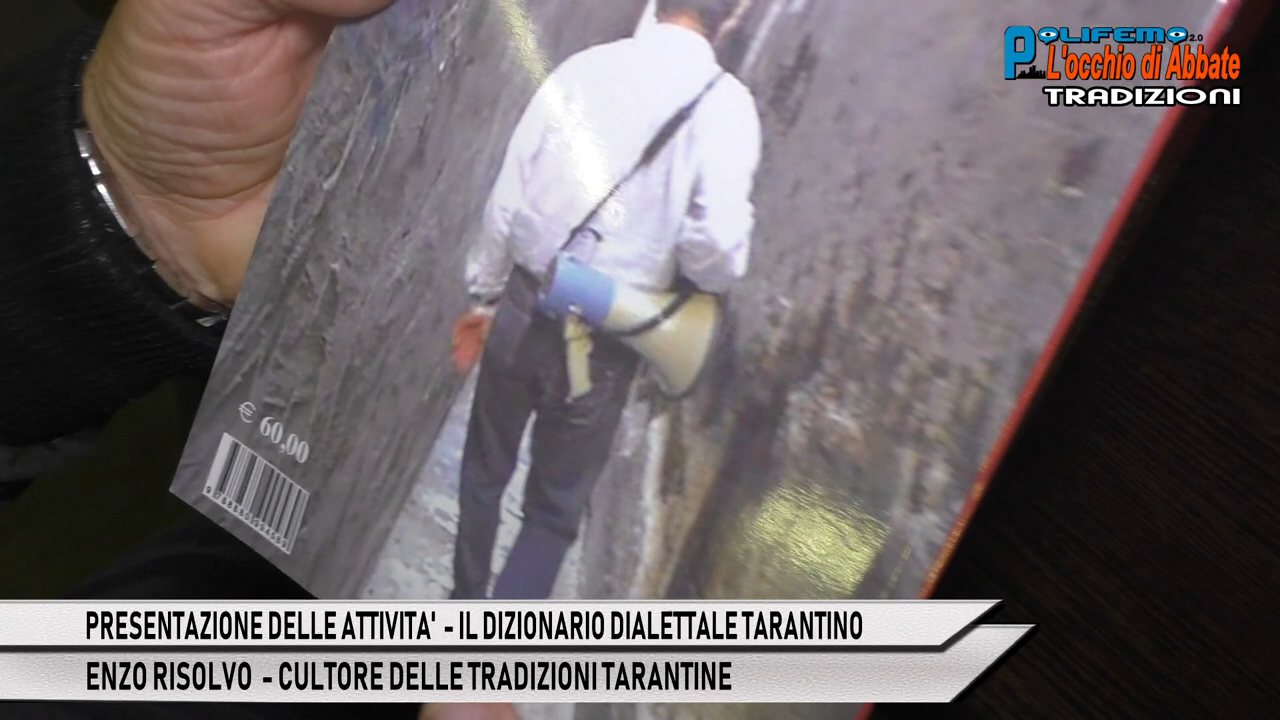 POLIFEMO 2.0
L'occhio di Abbate
TRADIZIONI
€ 60,00
PRESENTAZIONE DELLE ATTIVITA' - IL DIZIONARIO DIALETTALE TARANTINO
ENZO RISOLVO - CULTORE DELLE TRADIZIONI TARANTINE